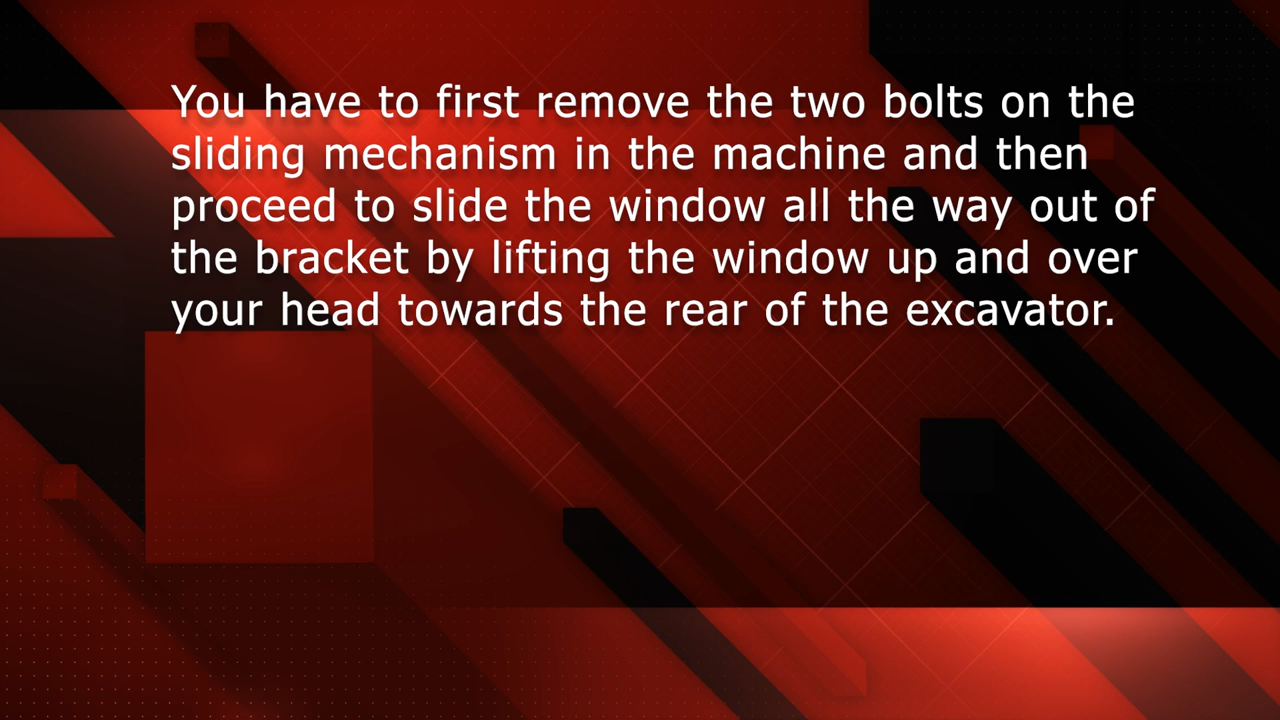 You have to first remove the two bolts on the
sliding mechanism in the machine and then
proceed to slide the window all the way out of
the bracket by lifting the window up and over
your head towards the rear of the excavator.